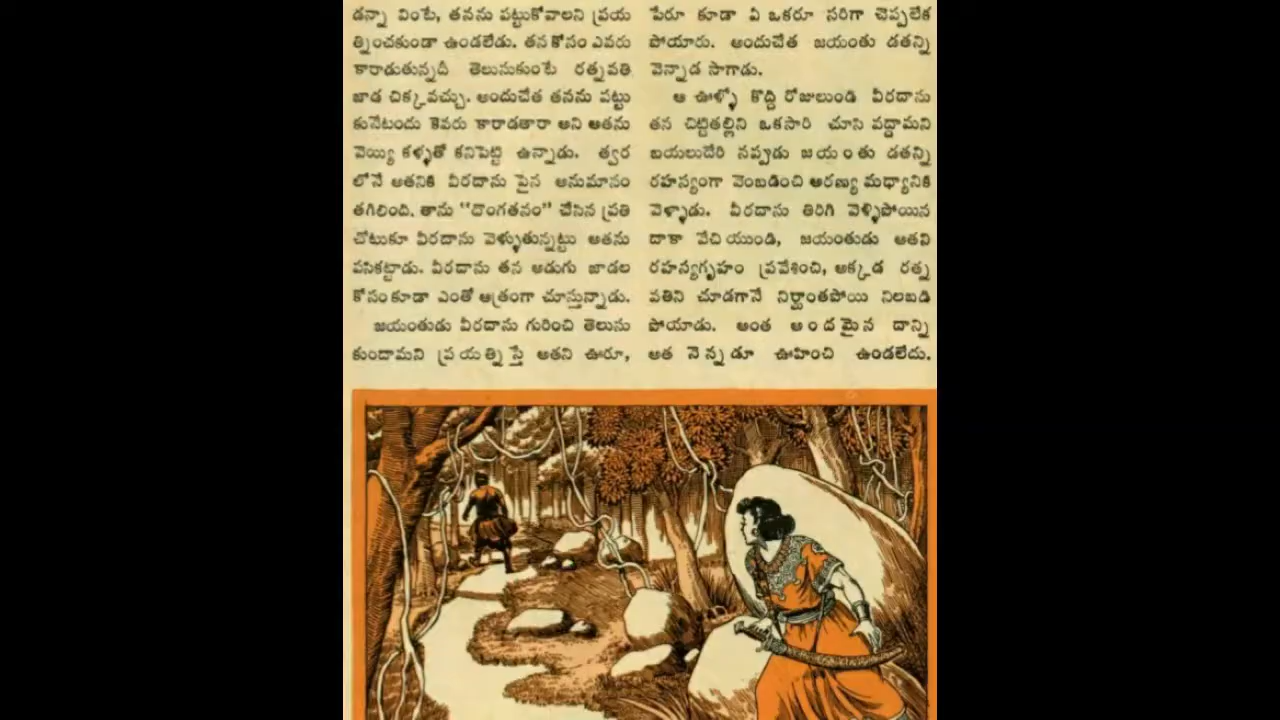 డన్నా వింటే, తవను పట్టుకోవాలని ప్రయ
త్నించకుండా ఉండలేడు. తన కోసం ఎవరు
కారాడుతున్నదీ తెలుసుకుంటే రత్నవతి
జాడ చిక్కవచ్చు. అందుచేత తనను పట్టు
కునేటందు కెవరు కారాడతారా అని అతను
వెయ్యి కళ్ళతో కనిపెట్టి ఉన్నాడు. త్వర
లోనే అతనికి వీరదాను పైన అనుమానం
తగిలింది. తాను "దొంగతనం" చేసిన ప్రతి
చోటుకూ వీరదాను వెళ్ళుతున్నట్టు అతను
పసికట్టాడు. వీరదాను తన అడుగు జాడల
కోసం కూడా ఎంతో ఆత్రంగా చూస్తున్నాడు.
జయంతుడు వీరదాను గురించి తెలుసు
కుందామని ప్రయత్నిస్తే అతని ఊరూ,
పేరూ కూడా ఏ ఒకరూ సరిగా చెప్పలేక
పోయారు. అందుచేత జయంతు డతన్ని
వెన్నాడ సాగాడు.
ఆ ఊళ్ళో కొద్ది రోజులుండి వీరదాను
తన చిట్టితల్లిని ఒకసారి చూసి వద్దామని
బయలుదేరి నప్పుడు జయంతు డతన్ని
రహస్యంగా వెంబడించి అరణ్య మధ్యానికి
వెళ్ళాడు. వీరదాను తిరిగి వెళ్ళిపోయిన
దాకా వేచి యుండి, జయంతుడు అతని
రహస్యగృహం ప్రవేశించి, అక్కడ రత్న
వతిని చూడగానే నిర్ఘాంతపోయి నిలబడి
పోయాడు. అంత అందమైన దాన్ని
అత నెన్నడూ ఊహించి ఉండలేదు.